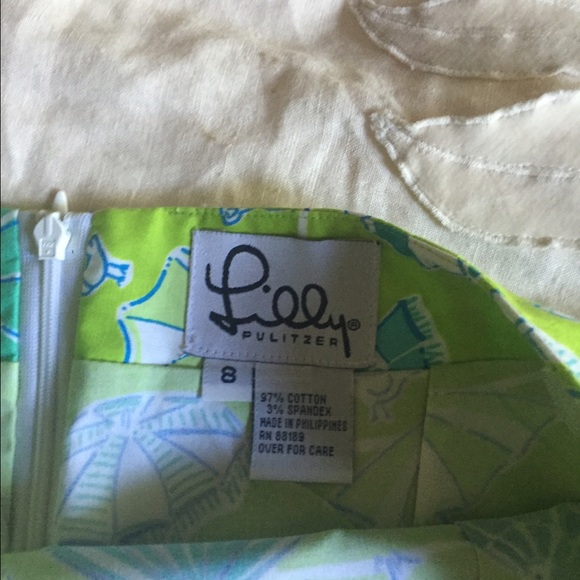 Lilly®
PULITZER
8
97% COTTON
3% SPANDEX
MADE IN PHILIPPINES
RN 88189
OVER FOR CARE